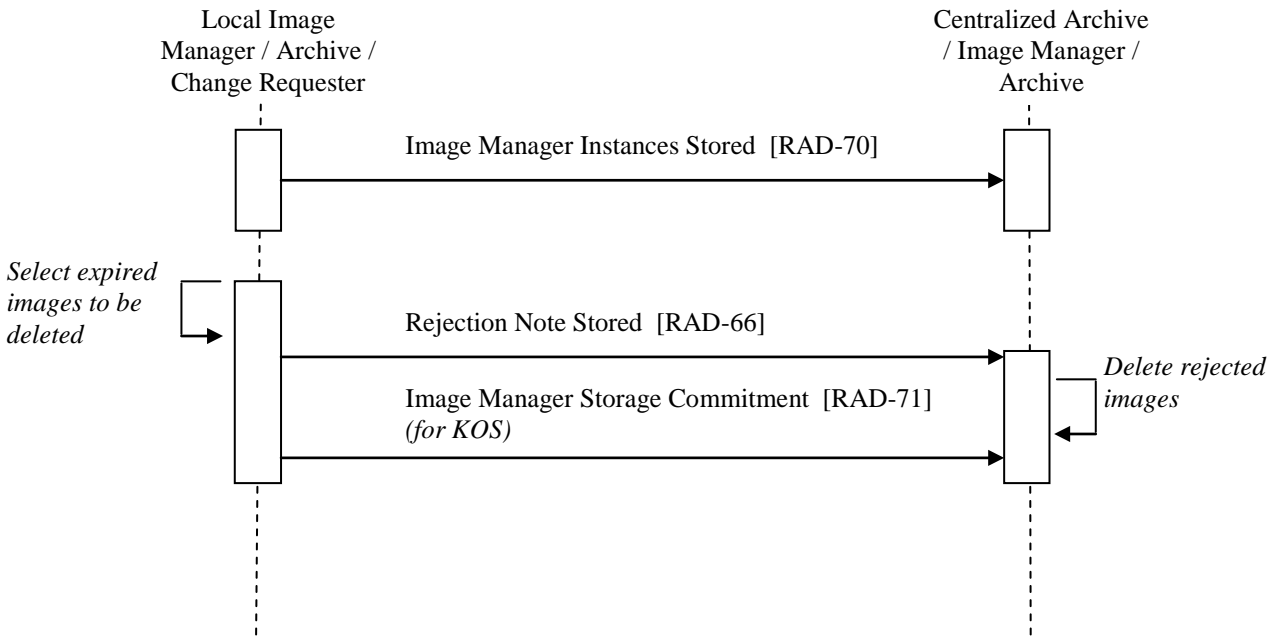 Local Image
Manager / Archive /
Change Requester
Centralized Archive
/ Image Manager /
Archive
Image Manager Instances Stored [RAD-70]
Select expired
images to be
deleted
Rejection Note Stored [RAD-66]
Delete rejected
images
Image Manager Storage Commitment [RAD-71]
(for KOS)